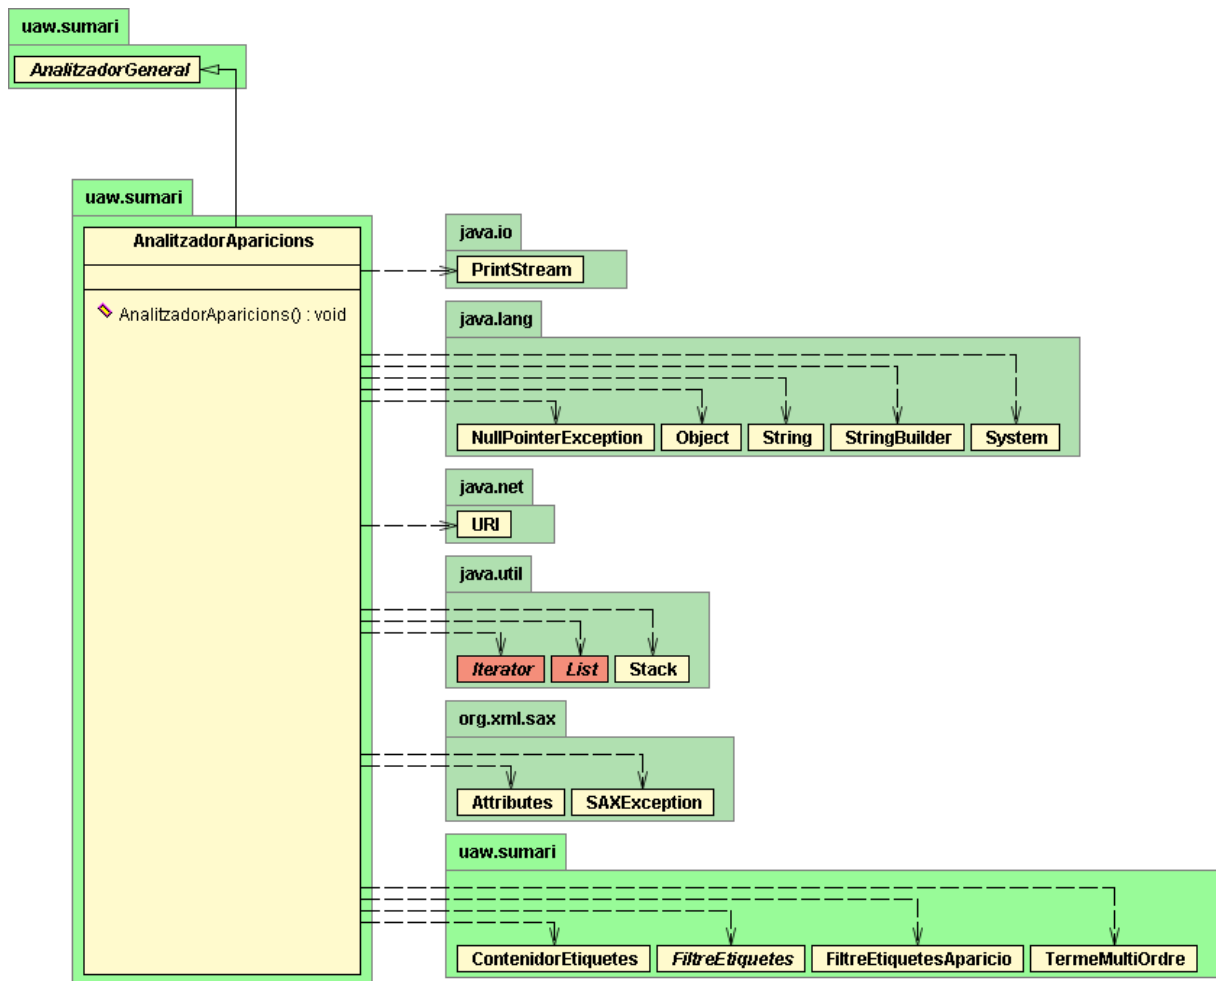 uaw.sumari
AnalitzadorGeneral
uaw.sumari
AnalitzadorAparicions
AnalitzadorAparicions() : void
java.io
PrintStream
java.lang
NullPointerException Object String StringBuilder System
java.net
URI
java.util
Iterator List Stack
org.xml.sax
Attributes SAXException
uaw.sumari
ContenidorEtiquetes FiltreEtiquetes FiltreEtiquetesAparicio TermeMultiOrdre